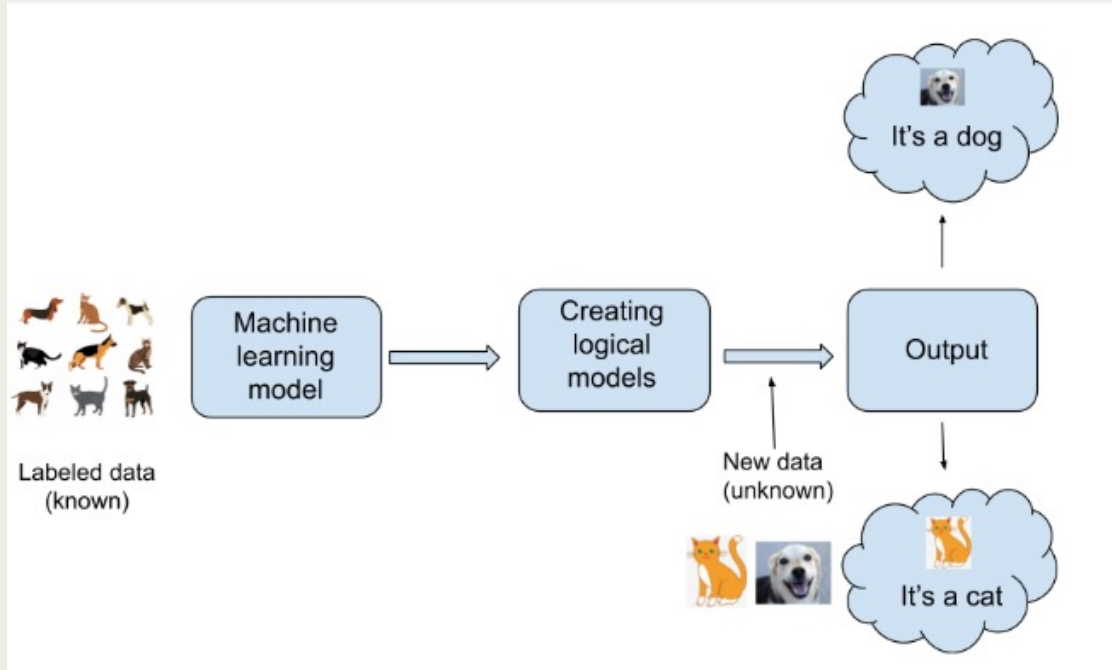 Labeled data
(known)
Machine
learning
model
Creating
logical
models
New data
(unknown)
Output
It's a dog
It's a cat